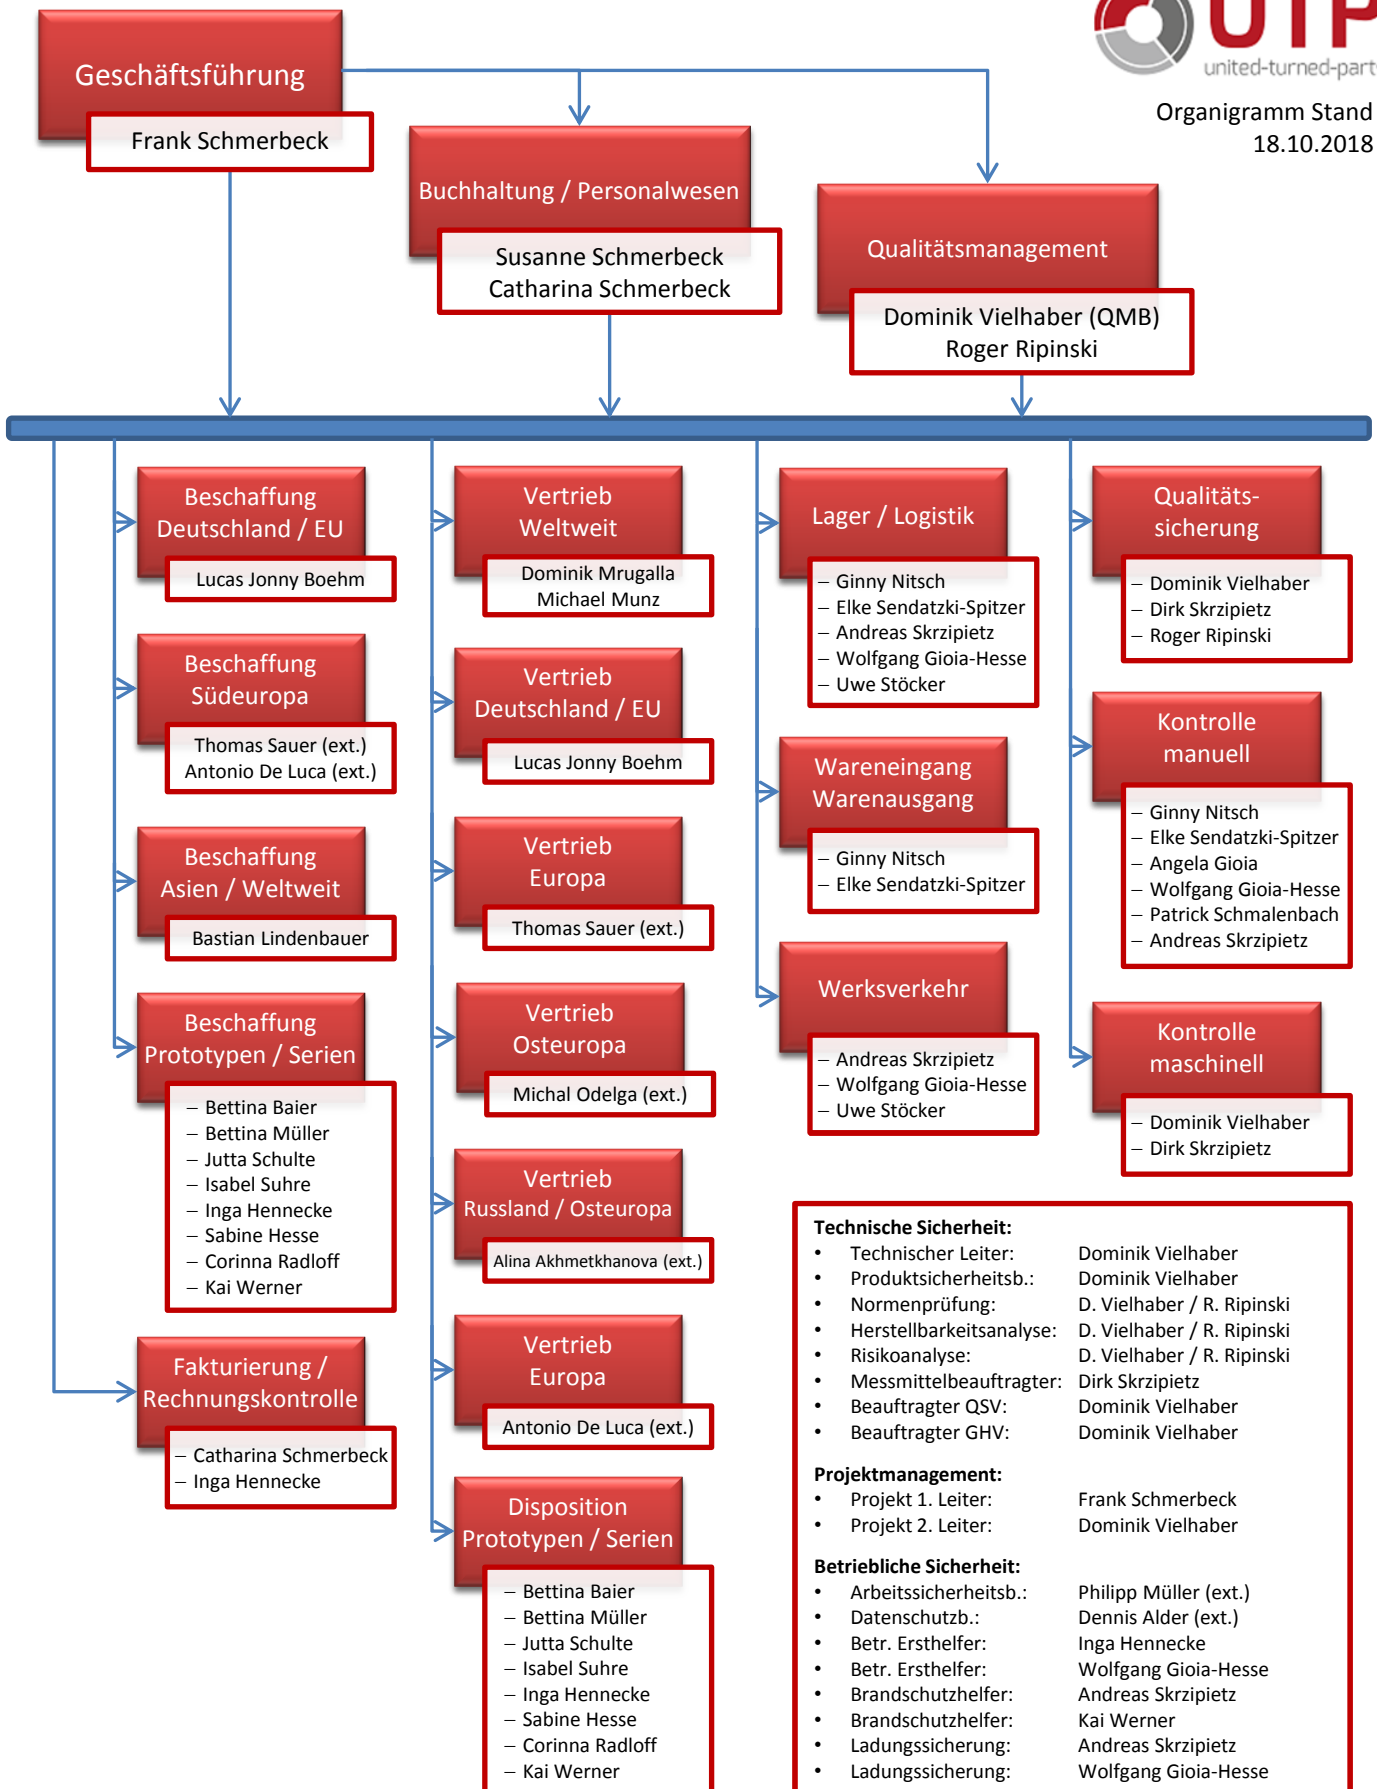 UTP
united-turned-part
Organigramm Stand
18.10.2018
Geschäftsführung
Frank Schmerbeck
Buchhaltung / Personalwesen
Susanne Schmerbeck
Catharina Schmerbeck
Qualitätsmanagement
Dominik Vielhaber (QMB)
Roger Ripinski
Beschaffung
Deutschland / EU
Lucas Jonny Boehm
Beschaffung
Südeuropa
Thomas Sauer (ext.)
Antonio De Luca (ext.)
Beschaffung
Asien / Weltweit
Bastian Lindenbauer
Beschaffung
Prototypen / Serien
– Bettina Baier
– Bettina Müller
– Jutta Schulte
– Isabel Suhre
– Inga Hennecke
– Sabine Hesse
– Corinna Radloff
– Kai Werner
Fakturierung /
Rechnungskontrolle
– Catharina Schmerbeck
– Inga Hennecke
Vertrieb
Weltweit
Dominik Mrugalla
Michael Munz
Vertrieb
Deutschland / EU
Lucas Jonny Boehm
Vertrieb
Europa
Thomas Sauer (ext.)
Vertrieb
Osteuropa
Michal Odelga (ext.)
Vertrieb
Russland / Osteuropa
Alina Akhmetkhanova (ext.)
Vertrieb
Europa
Antonio De Luca (ext.)
Disposition
Prototypen / Serien
– Bettina Baier
– Bettina Müller
– Jutta Schulte
– Isabel Suhre
– Inga Hennecke
– Sabine Hesse
– Corinna Radloff
– Kai Werner
Lager / Logistik
– Ginny Nitsch
– Elke Sendatzki-Spitzer
– Andreas Skrzipietz
– Wolfgang Gioia-Hesse
– Uwe Stöcker
Wareneingang
Warenausgang
– Ginny Nitsch
– Elke Sendatzki-Spitzer
Werksverkehr
– Andreas Skrzipietz
– Wolfgang Gioia-Hesse
– Uwe Stöcker
Qualitäts-
sicherung
– Dominik Vielhaber
– Dirk Skrzipietz
– Roger Ripinski
Kontrolle
manuell
– Ginny Nitsch
– Elke Sendatzki-Spitzer
– Angela Gioia
– Wolfgang Gioia-Hesse
– Patrick Schmalenbach
– Andreas Skrzipietz
Kontrolle
maschinell
– Dominik Vielhaber
– Dirk Skrzipietz
Technische Sicherheit:
• Technischer Leiter: Dominik Vielhaber
• Produktsicherheitsb.: Dominik Vielhaber
• Normenprüfung: D. Vielhaber / R. Ripinski
• Herstellbarkeitsanalyse: D. Vielhaber / R. Ripinski
• Risikoanalyse: D. Vielhaber / R. Ripinski
• Messmittelbeauftragter: Dirk Skrzipietz
• Beauftragter QSV: Dominik Vielhaber
• Beauftragter GHV: Dominik Vielhaber
Projektmanagement:
• Projekt 1. Leiter: Frank Schmerbeck
• Projekt 2. Leiter: Dominik Vielhaber
Betriebliche Sicherheit:
• Arbeitssicherheitsb.: Philipp Müller (ext.)
• Datenschutzb.: Dennis Alder (ext.)
• Betr. Ersthelfer: Inga Hennecke
• Betr. Ersthelfer: Wolfgang Gioia-Hesse
• Brandschutzhelfer: Andreas Skrzipietz
• Brandschutzhelfer: Kai Werner
• Ladungssicherung: Andreas Skrzipietz
• Ladungssicherung: Wolfgang Gioia-Hesse